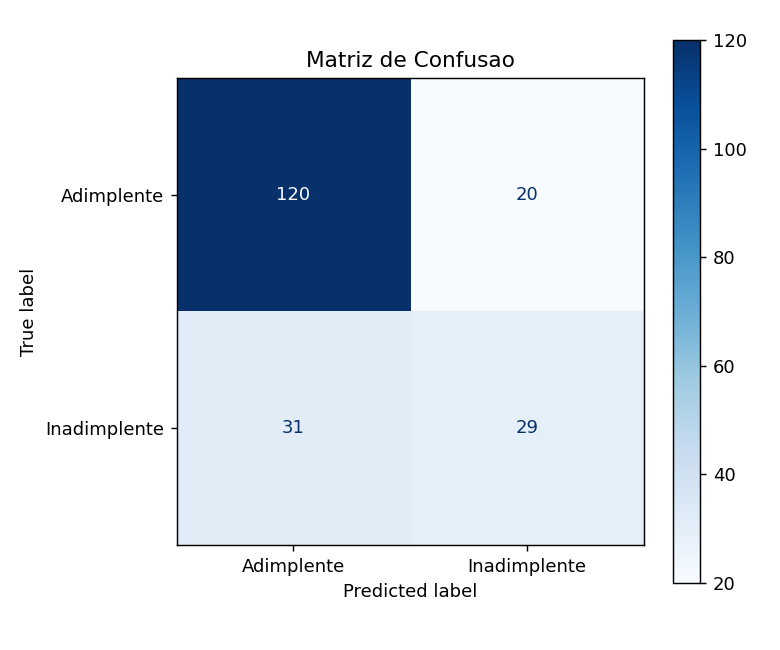 Matriz de Confusao
True label
Adimplente
120
20
Inadimplente
31
29
Adimplente
Inadimplente
Predicted label
120
100
80
60
40
20